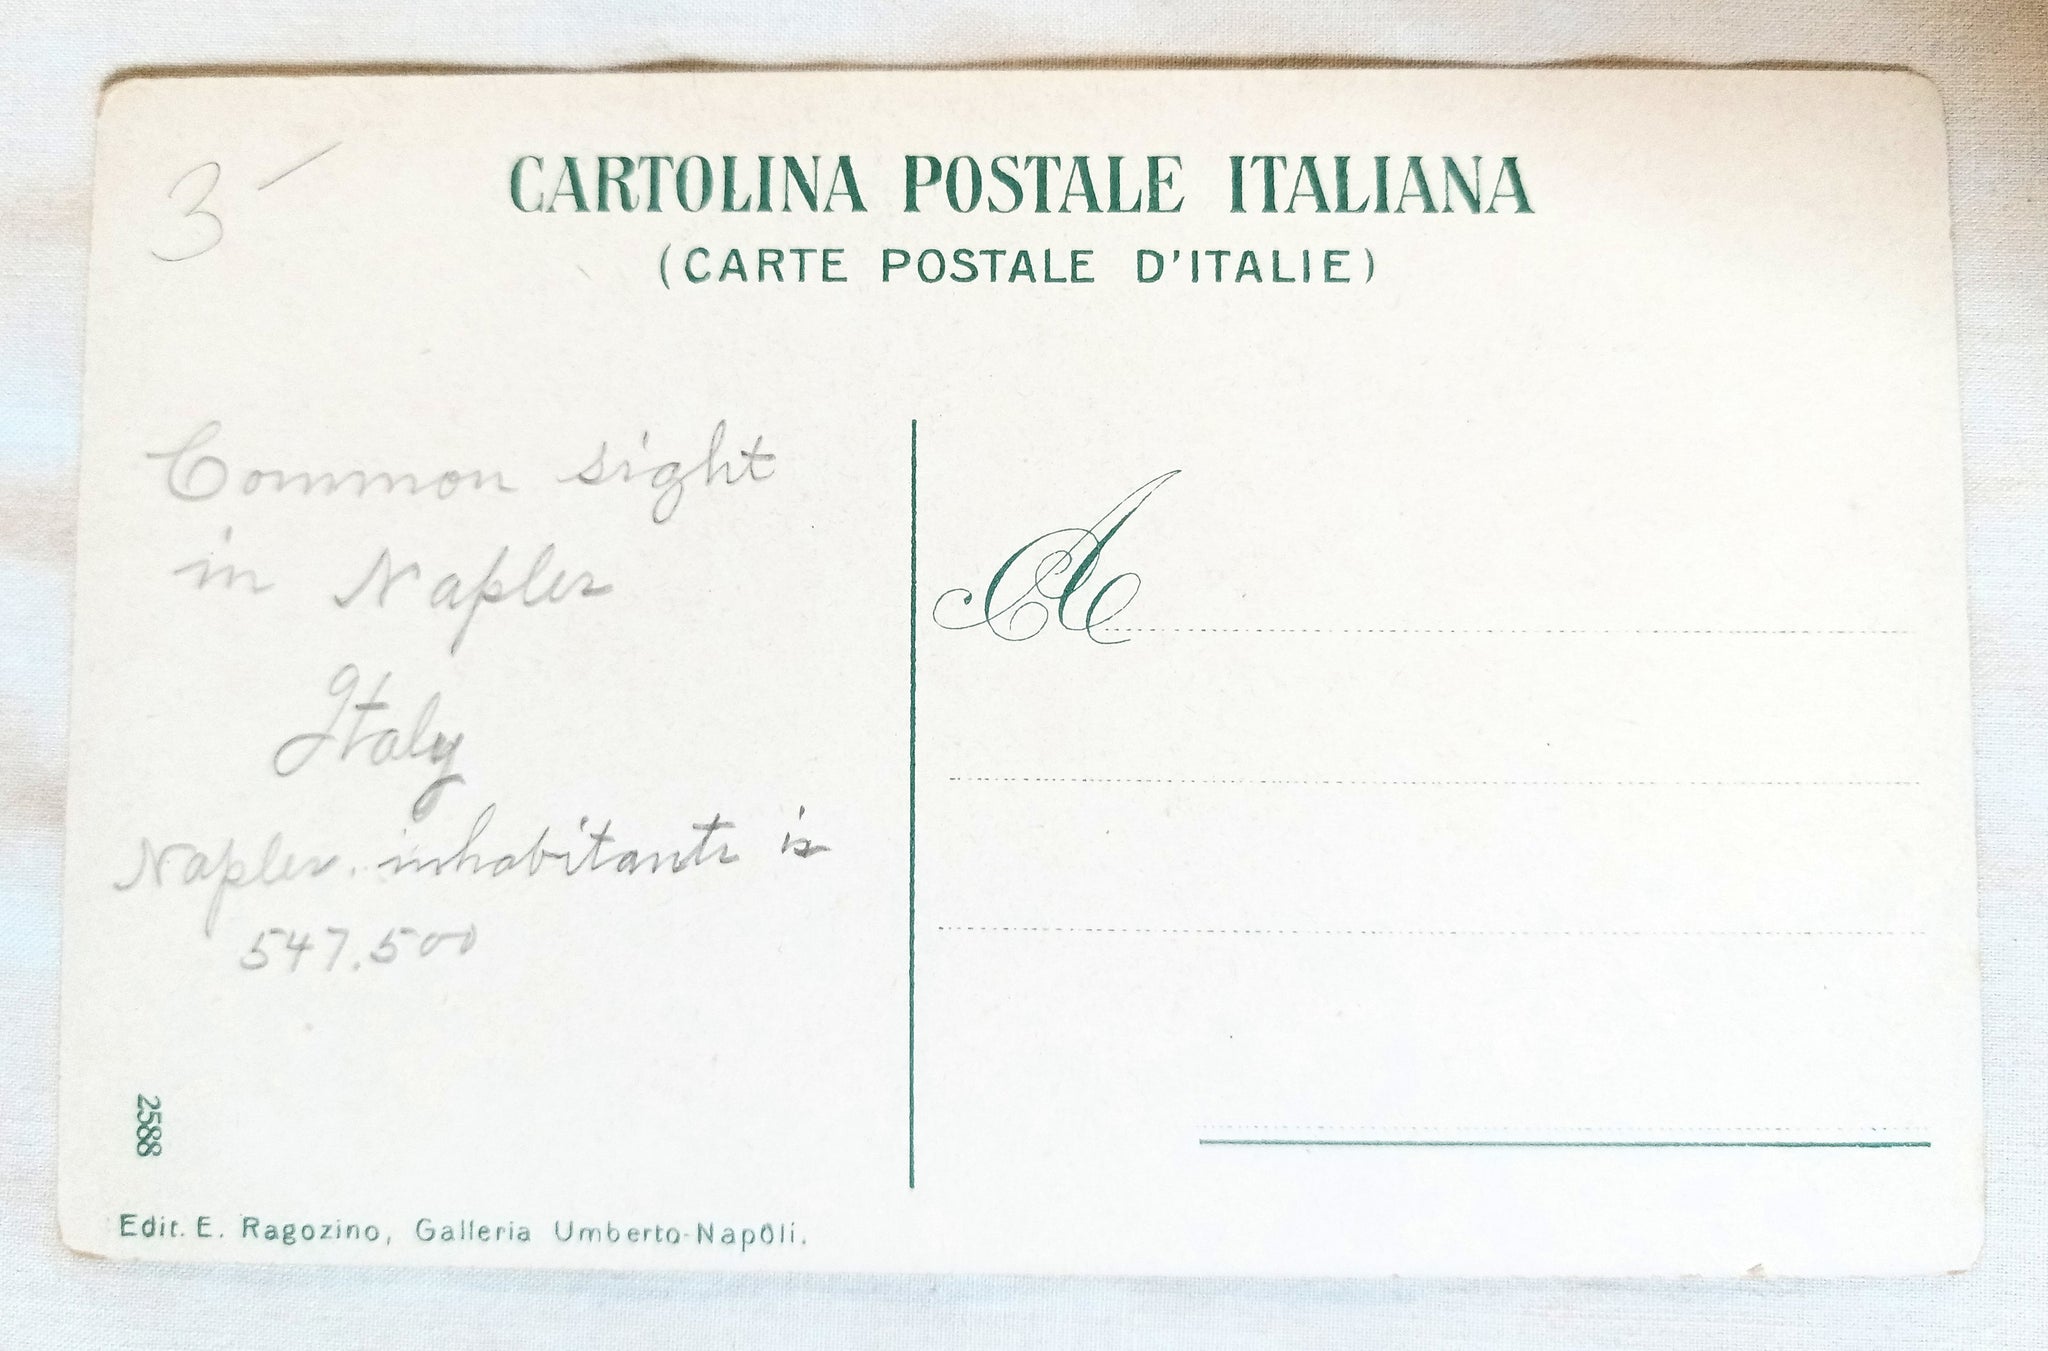 3 -
CARTOLINA POSTALE ITALIANA
(CARTE POSTALE D'ITALIE)
Common sight
in Naples
Italy
Naples. inhabitants is
547.500
A
2588
Edit. E. Ragozino, Galleria Umberto-Napoli.